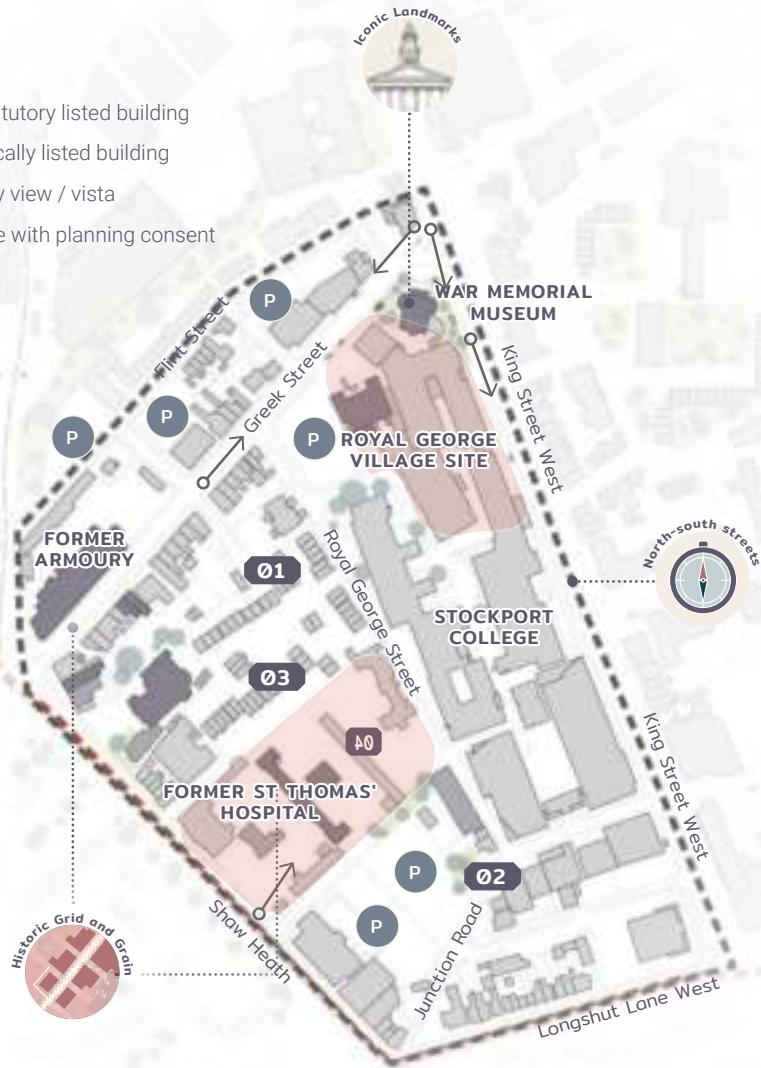 Iconic Landmarks
tutory listed building
cally listed building
y view / vista
e with planning consent
P
WAR MEMORIAL
MUSEUM
Flint Street
Greek Street
King Street West
P
P
P
ROYAL GEORGE
VILLAGE SITE
FORMER
ARMOURY
North-south streets
01
Royal George Street
STOCKPORT
COLLEGE
03
04
King Street West
FORMER ST THOMAS'
HOSPITAL
P
02
P
Shaw Heath
Junction Road
Historic Grid and Grain
Longshut Lane West